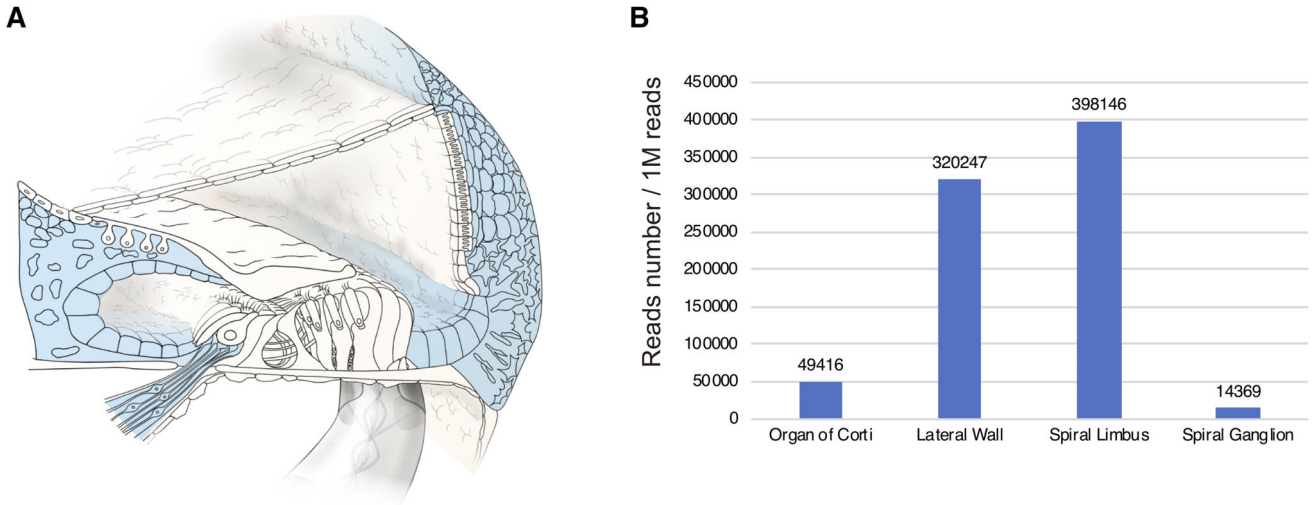 A
B
Reads number / 1M reads
450000
400000
350000
300000
250000
200000
150000
100000
50000
0
49416
320247
398146
14369
Organ of Corti
Lateral Wall
Spiral Limbus
Spiral Ganglion